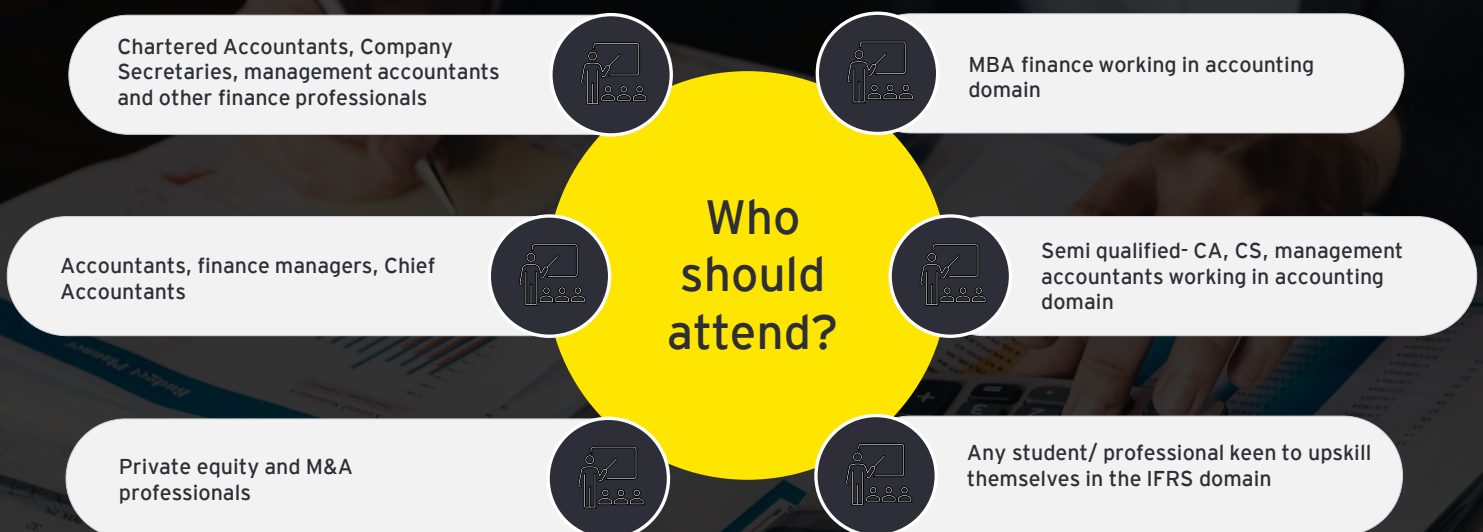 Chartered Accountants, Company
Secretaries, management accountants
and other finance professionals
MBA finance working in accounting
domain
Who
should
attend?
Accountants, finance managers, Chief
Accountants
Semi qualified- CA, CS, management
accountants working in accounting
domain
Private equity and M&A
professionals
Any student/ professional keen to upskill
themselves in the IFRS domain
Budget Planner